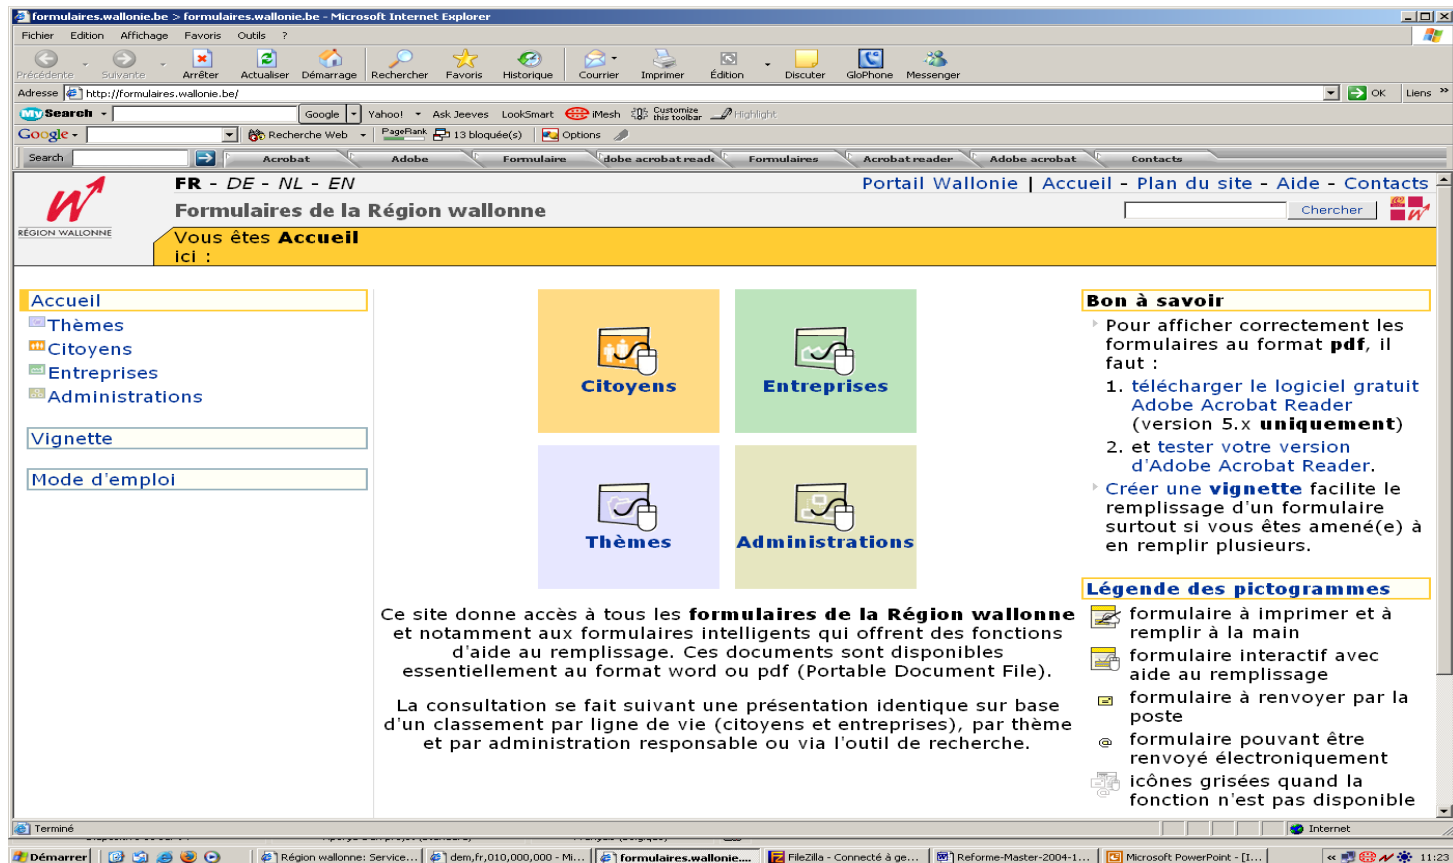 formulaires.wallonie.be > formulaires.wallonie.be - Microsoft Internet Explorer
Fichier Edition Affichage Favoris Outils ?
Précédente Suivante Arrêter Actualiser Démarrage Rechercher Favoris Historique Courrier Imprimer Édition Discuter GloPhone Messenger
Adresse http://formulaires.wallonie.be/ OK Liens »
My Search Google Yahoo! Ask Jeeves LookSmart iMesh Customize this toolbar Highlight
Google Recherche Web PageRank 13 bloquée(s) Options
Search Acrobat Adobe Formulaire dobe acrobat reade Formulaires Acrobat reader Adobe acrobat Contacts
FR - DE - NL - EN
Portail Wallonie | Accueil - Plan du site - Aide - Contacts
Formulaires de la Région wallonne
Chercher
RÉGION WALLONNE
Vous êtes Accueil
ici :
Accueil
Thèmes
Citoyens
Entreprises
Administrations
Vignette
Mode d'emploi
Citoyens
Entreprises
Thèmes
Administrations
Ce site donne accès à tous les formulaires de la Région wallonne
et notamment aux formulaires intelligents qui offrent des fonctions
d'aide au remplissage. Ces documents sont disponibles
essentiellement au format word ou pdf (Portable Document File).
La consultation se fait suivant une présentation identique sur base
d'un classement par ligne de vie (citoyens et entreprises), par thème
et par administration responsable ou via l'outil de recherche.
Bon à savoir
Pour afficher correctement les
formulaires au format pdf, il
faut :
1. télécharger le logiciel gratuit
Adobe Acrobat Reader
(version 5.x uniquement)
2. et tester votre version
d'Adobe Acrobat Reader.
Créer une vignette facilite le
remplissage d'un formulaire
surtout si vous êtes amené(e) à
en remplir plusieurs.
Légende des pictogrammes
formulaire à imprimer et à
remplir à la main
formulaire interactif avec
aide au remplissage
formulaire à renvoyer par la
poste
@ formulaire pouvant être
renvoyé électroniquement
icônes grisées quand la
fonction n'est pas disponible
Terminé
Internet
Démarrer Région wallonne: Service... dem,fr,010,000,000 - Mi... formulaires.wallonie.... FileZilla - Connecté à ge... Reforme-Master-2004-1... Microsoft PowerPoint - [I... « 11:23